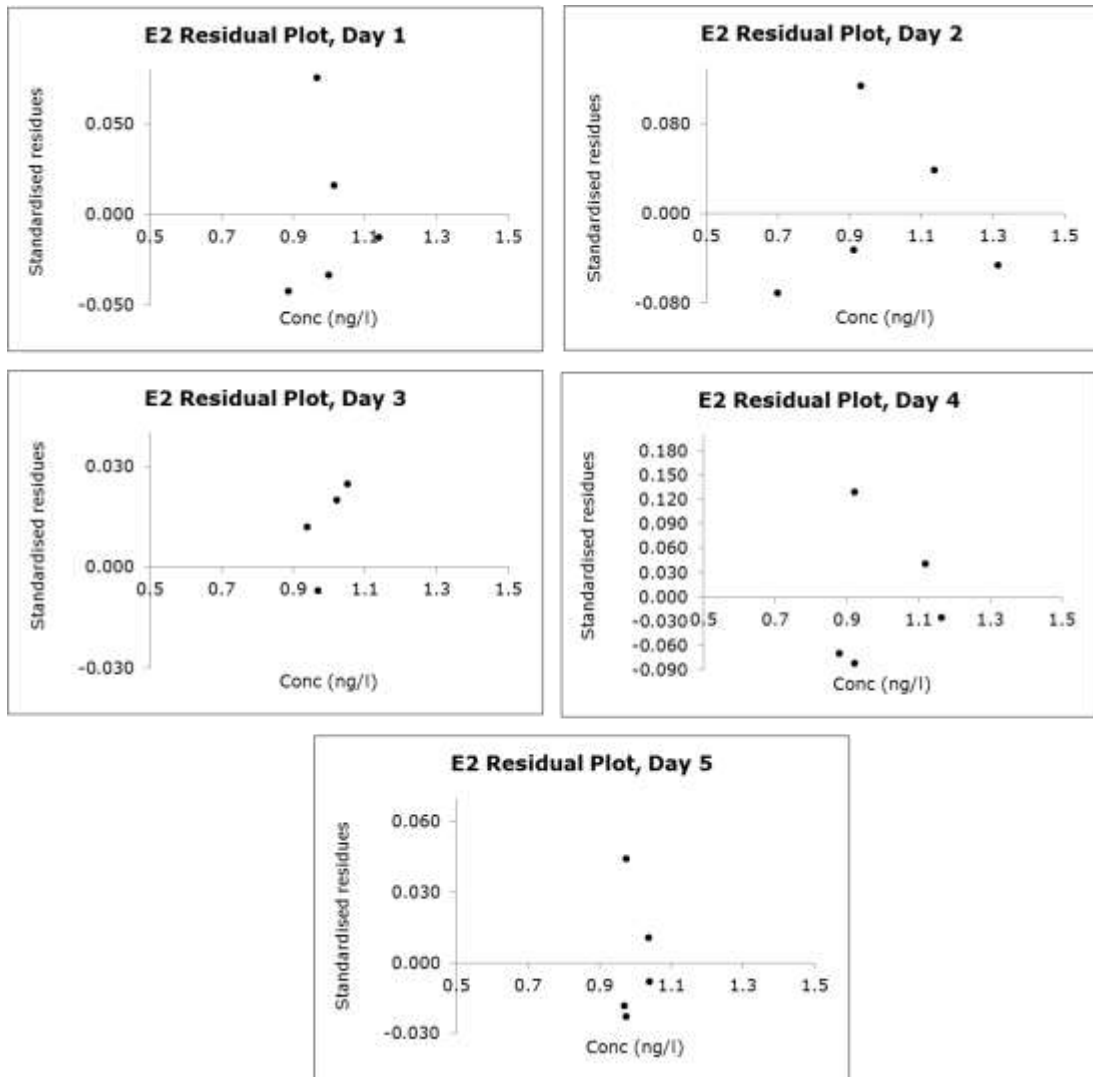 E2 Residual Plot, Day 1
Standardised residues
0.050
0.000
-0.050
0.5 0.7 0.9 1.1 1.3 1.5
Conc (ng/l)
E2 Residual Plot, Day 2
Standardised residues
0.080
0.000
-0.080
0.5 0.7 0.9 1.1 1.3 1.5
Conc (ng/l)
E2 Residual Plot, Day 3
Standardised residues
0.030
0.000
-0.030
0.5 0.7 0.9 1.1 1.3 1.5
Conc (ng/l)
E2 Residual Plot, Day 4
Standardised residues
0.180
0.150
0.120
0.090
0.060
0.030
0.000
-0.030
-0.060
-0.090
0.5 0.7 0.9 1.1 1.3 1.5
Conc (ng/l)
E2 Residual Plot, Day 5
Standardised residues
0.060
0.030
0.000
-0.030
0.5 0.7 0.9 1.1 1.3 1.5
Conc (ng/l)